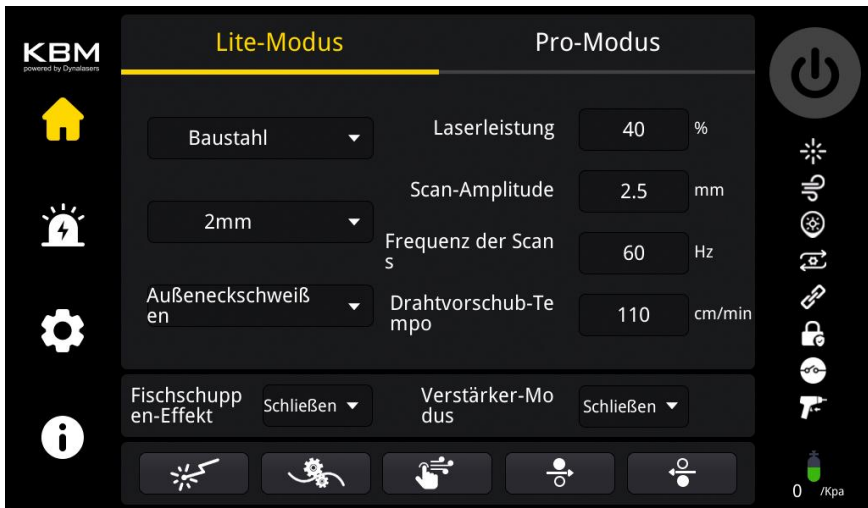 KBM
powered by Dynalasers
Lite-Modus
Pro-Modus
Baustahl
2mm
Außeneckschweiß
en
Laserleistung
40
%
Scan-Amplitude
2.5
mm
Frequenz der Scan
s
60
Hz
Drahtvorschub-Te
mpo
110
cm/min
Fischschupp
en-Effekt
Schließen
Verstärker-Mo
dus
Schließen
0 /Kpa